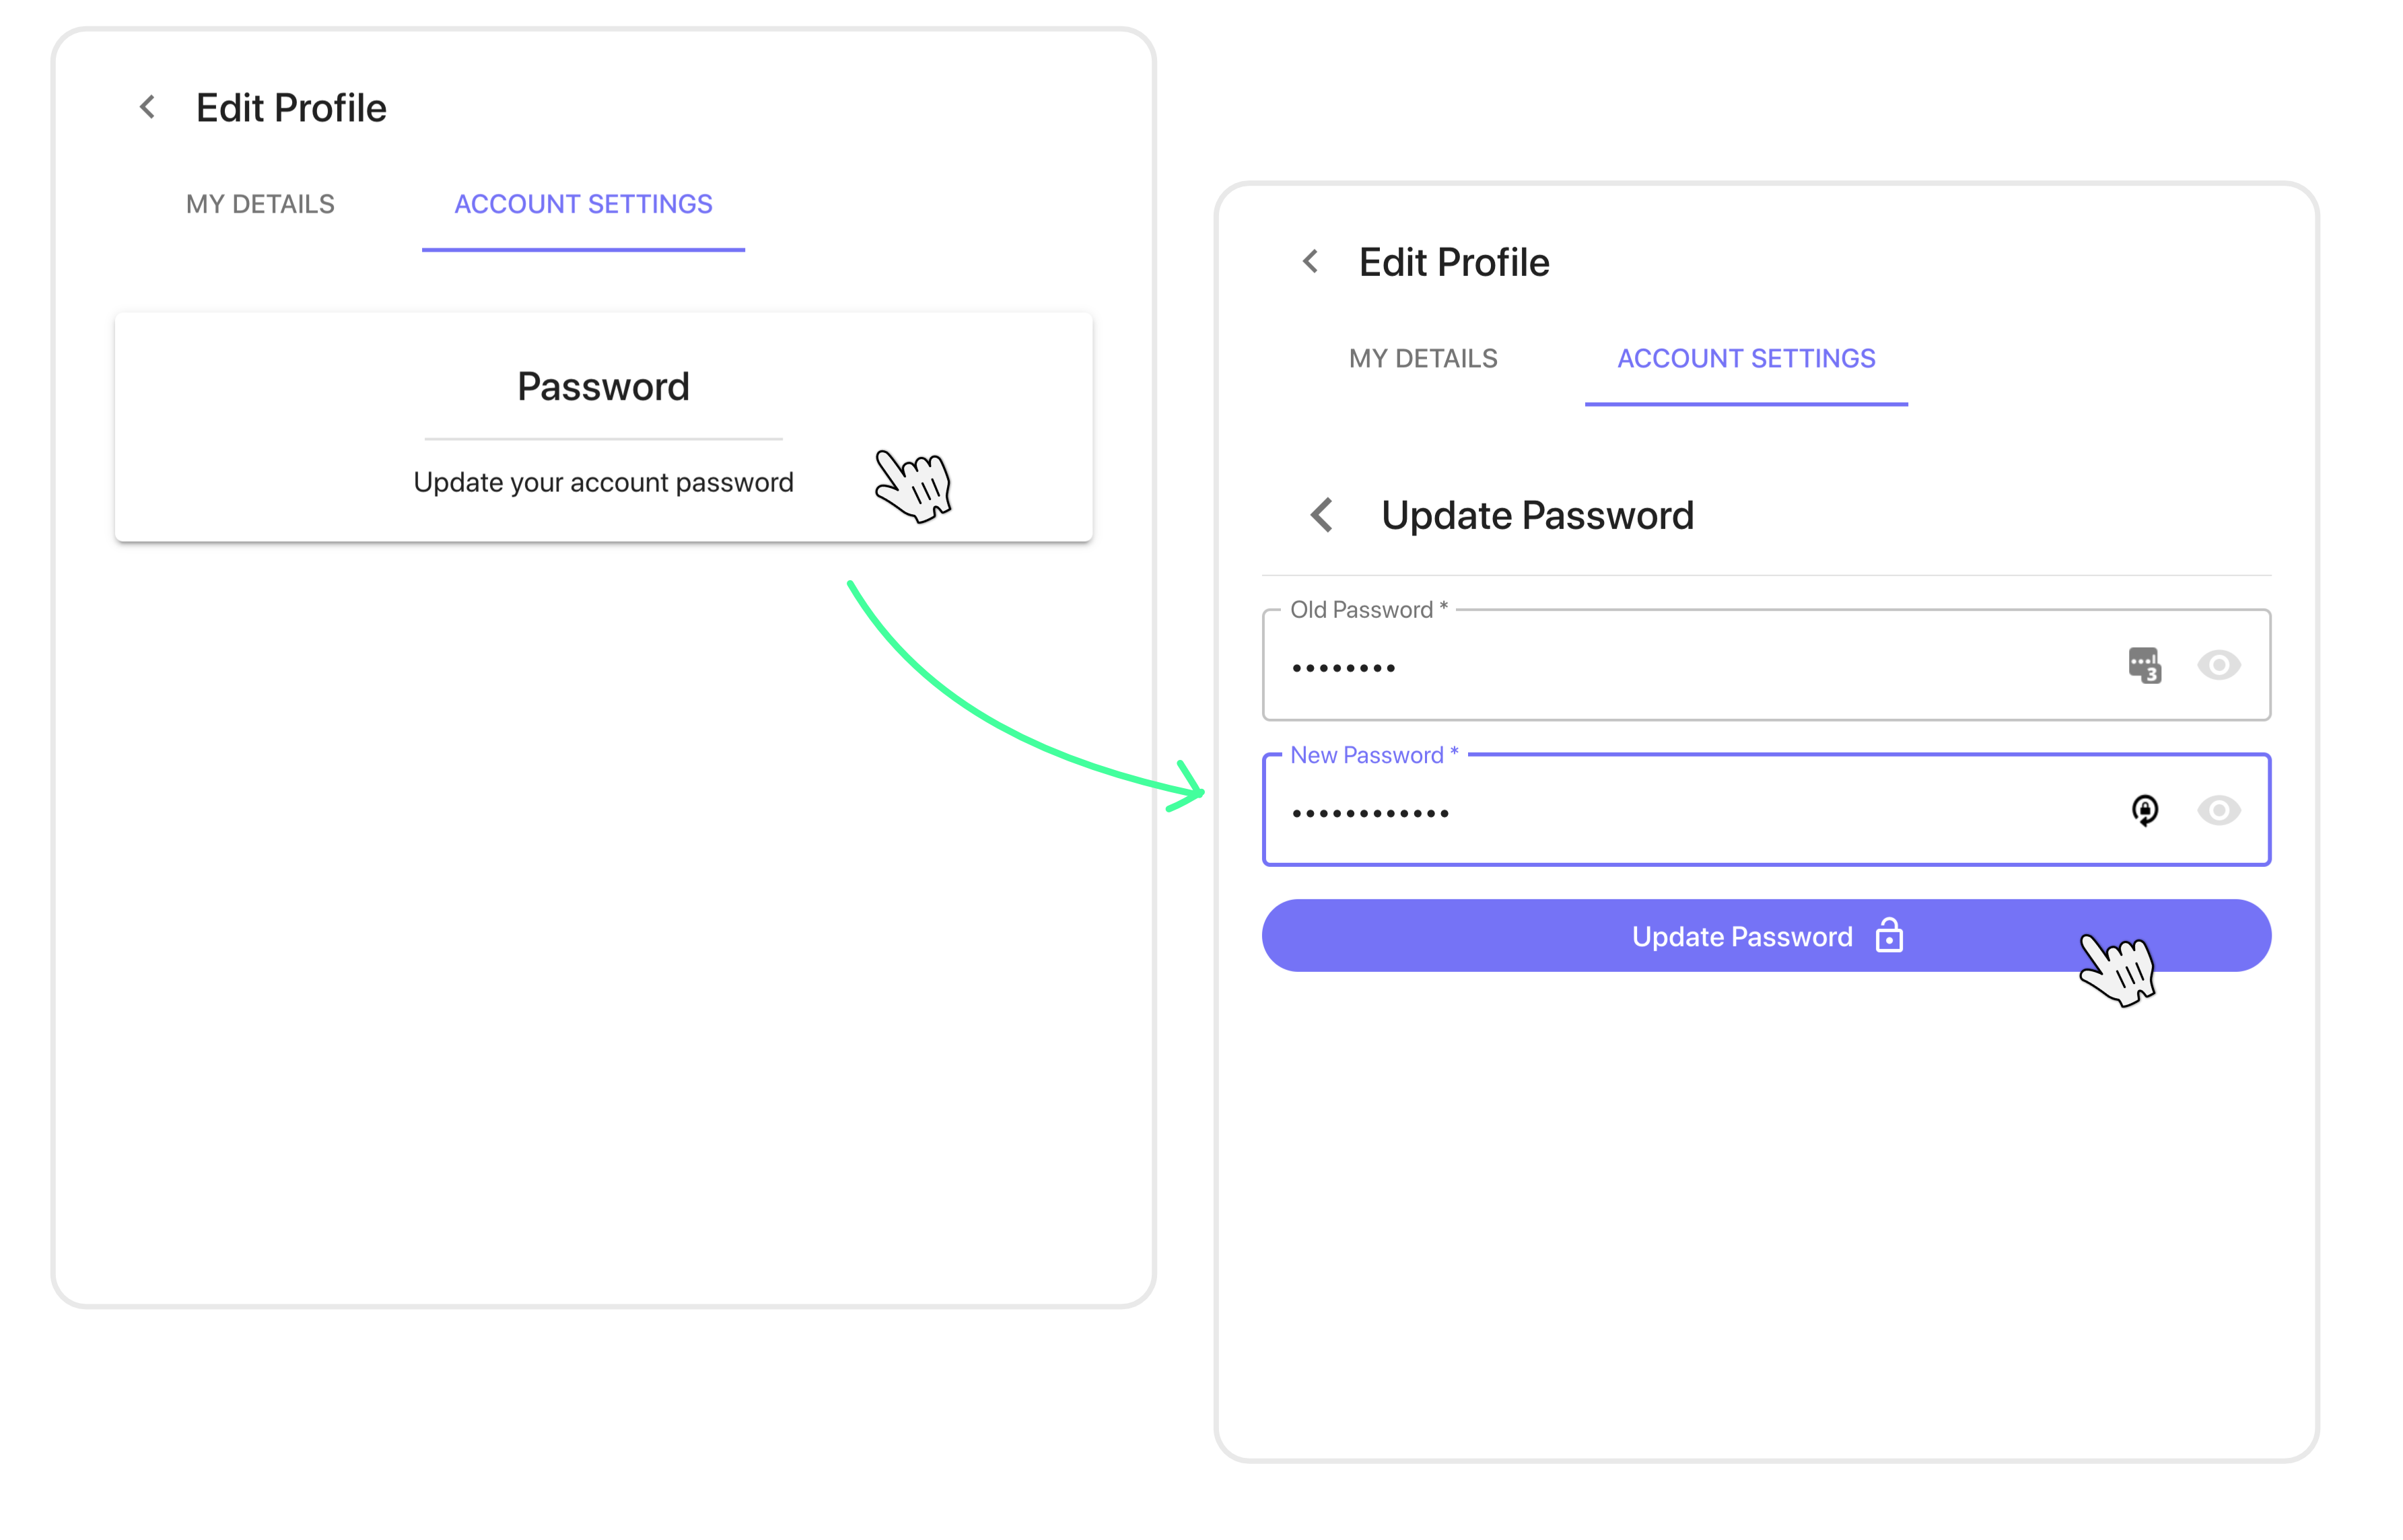 Edit Profile
MY DETAILS ACCOUNT SETTINGS
Password
Update your account password
Edit Profile
MY DETAILS ACCOUNT SETTINGS
Update Password
Old Password *
••••••••
3
New Password *
••••••••••••
Update Password